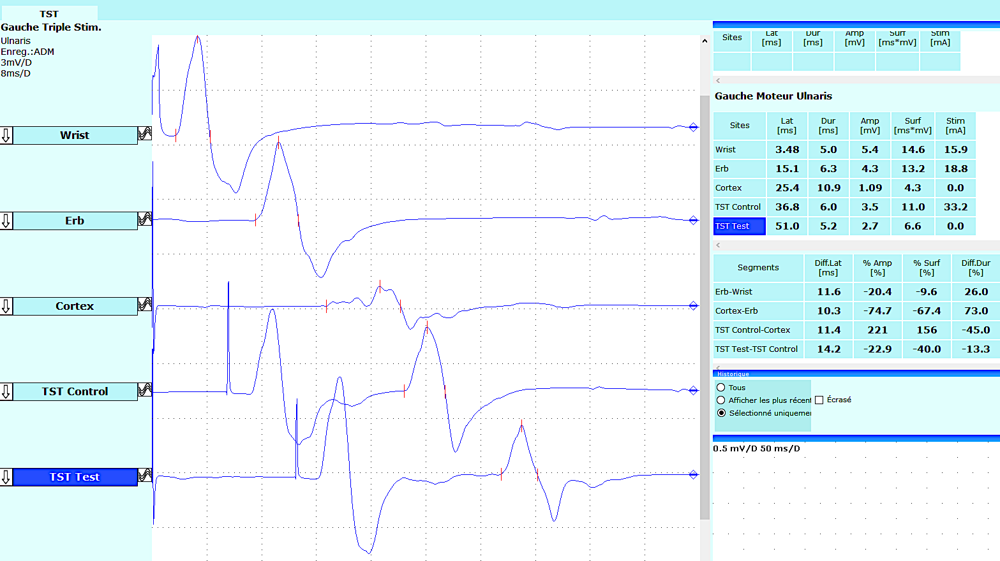 TST
Gauche Triple Stim.
Ulnaris
Enreg.:ADM
3mV/D
8ms/D
Wrist
Erb
Cortex
TST Control
TST Test
Sites Lat [ms] Dur [ms] Amp [mV] Surf [ms*mV] Stim [mA]
Gauche Moteur Ulnaris
Sites Lat [ms] Dur [ms] Amp [mV] Surf [ms*mV] Stim [mA]
Wrist 3.48 5.0 5.4 14.6 15.9
Erb 15.1 6.3 4.3 13.2 18.8
Cortex 25.4 10.9 1.09 4.3 0.0
TST Control 36.8 6.0 3.5 11.0 33.2
TST Test 51.0 5.2 2.7 6.6 0.0
Segments Diff.Lat [ms] % Amp [%] % Surf [%] Diff.Dur [%]
Erb-Wrist 11.6 -20.4 -9.6 26.0
Cortex-Erb 10.3 -74.7 -67.4 73.0
TST Control-Cortex 11.4 221 156 -45.0
TST Test-TST Control 14.2 -22.9 -40.0 -13.3
Historique
Tous
Afficher les plus récent Écrasé
Sélectionné uniqueme
0.5 mV/D 50 ms/D